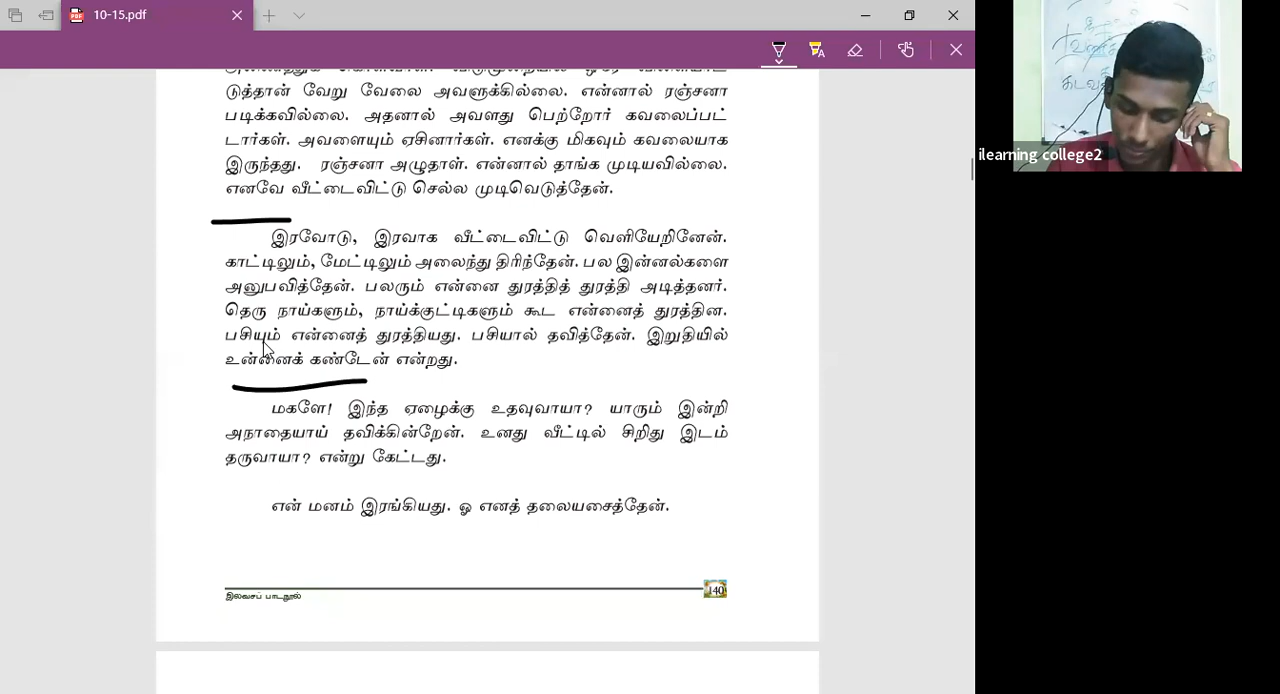 10-15.pdf
டுத்தான் வேறு வேலை அவளுக்கில்லை. என்னால் ரஞ்சனா
படிக்கவில்லை. அதனால் அவளது பெற்றோர் கவலைப்பட்
டார்கள். அவளையும் ஏசினார்கள். எனக்கு மிகவும் கவலையாக
இருந்தது. ரஞ்சனா அழுதாள். என்னால் தாங்க முடியவில்லை.
எனவே வீட்டைவிட்டு செல்ல முடிவெடுத்தேன்.
இரவோடு, இரவாக வீட்டைவிட்டு வெளியேறினேன்.
காட்டிலும், மேட்டிலும் அலைந்து திரிந்தேன். பல இன்னல்களை
அனுபவித்தேன். பலரும் என்னை துரத்தித் துரத்தி அடித்தனர்.
தெரு நாய்களும், நாய்க்குட்டிகளும் கூட என்னைத் துரத்தின.
பசியும் என்னைத் துரத்தியது. பசியால் தவித்தேன். இறுதியில்
உன்னைக் கண்டேன் என்றது.
மகளே! இந்த ஏழைக்கு உதவுவாயா? யாரும் இன்றி
அநாதையாய் தவிக்கின்றேன். உனது வீட்டில் சிறிது இடம்
தருவாயா? என்று கேட்டது.
என் மனம் இரங்கியது. ஓ எனத் தலையசைத்தேன்.
இலவசப் பாடநூல்
140
ilearning college2